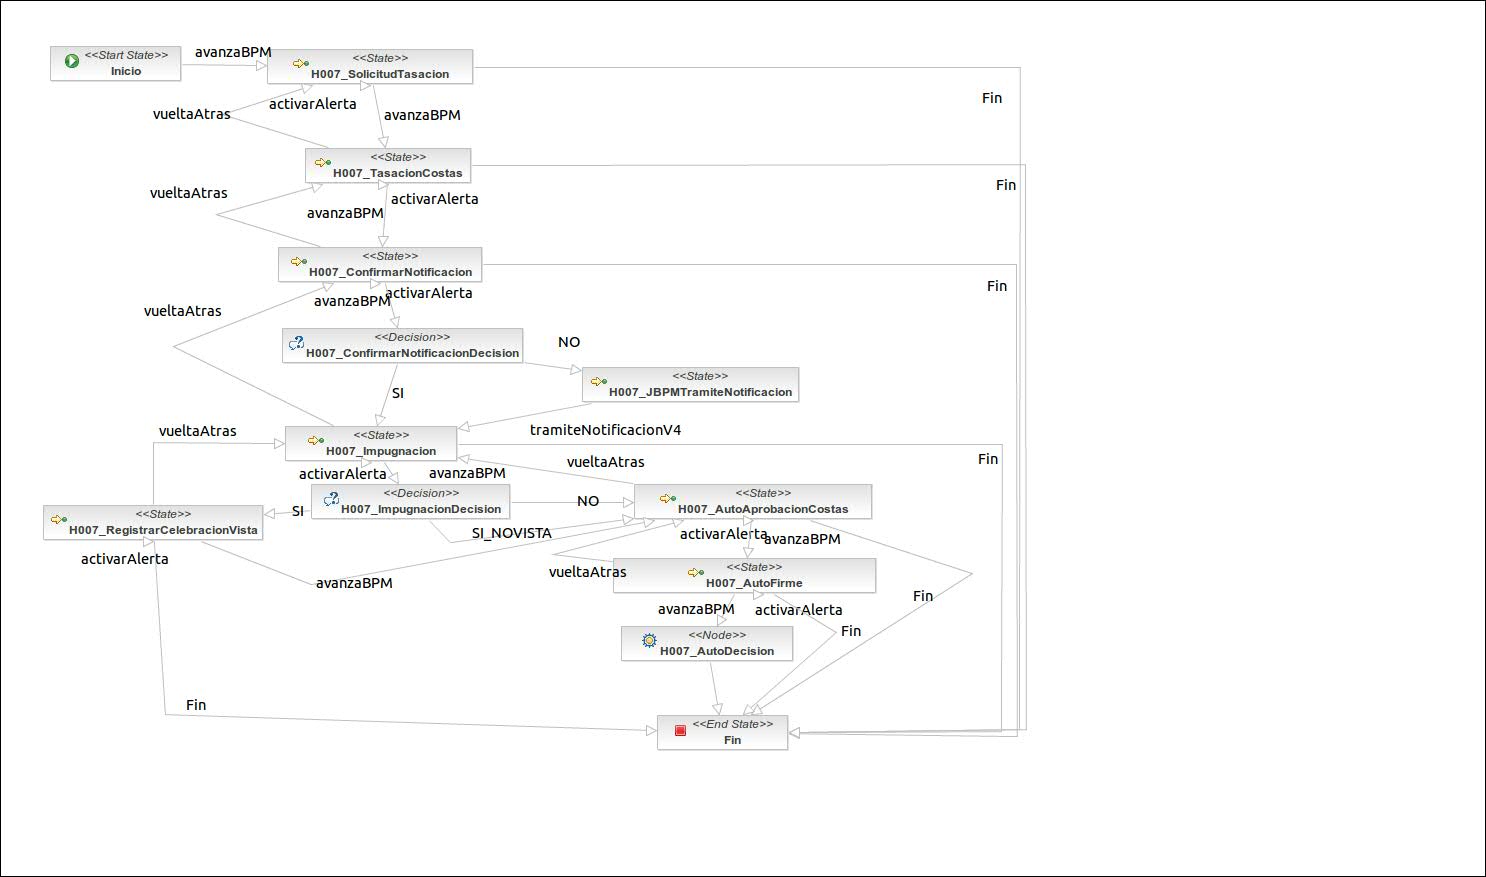 <<Start State>>
Inicio
avanzaBPM
<<State>>
H007_SolicitudTasacion
Fin
vueltaAtras
activarAlerta
avanzaBPM
<<State>>
H007_TasacionCostas
Fin
vueltaAtras
activarAlerta
avanzaBPM
<<State>>
H007_ConfirmarNotificacion
Fin
vueltaAtras
avanzaBPM
activarAlerta
<<Decision>>
H007_ConfirmarNotificacionDecision
NO
<<State>>
H007_JBPMTramiteNotificacion
SI
tramiteNotificacionV4
vueltaAtras
<<State>>
H007_Impugnacion
Fin
activarAlerta
avanzaBPM
vueltaAtras
<<Decision>>
H007_ImpugnacionDecision
SI
NO
<<State>>
H007_AutoAprobacionCostas
<<State>>
H007_RegistrarCelebracionVista
SI_NOVISTA
activarAlerta
avanzaBPM
activarAlerta
avanzaBPM
vueltaAtras
<<State>>
H007_AutoFirme
Fin
avanzaBPM
activarAlerta
Fin
<<Node>>
H007_AutoDecision
Fin
<<End State>>
Fin